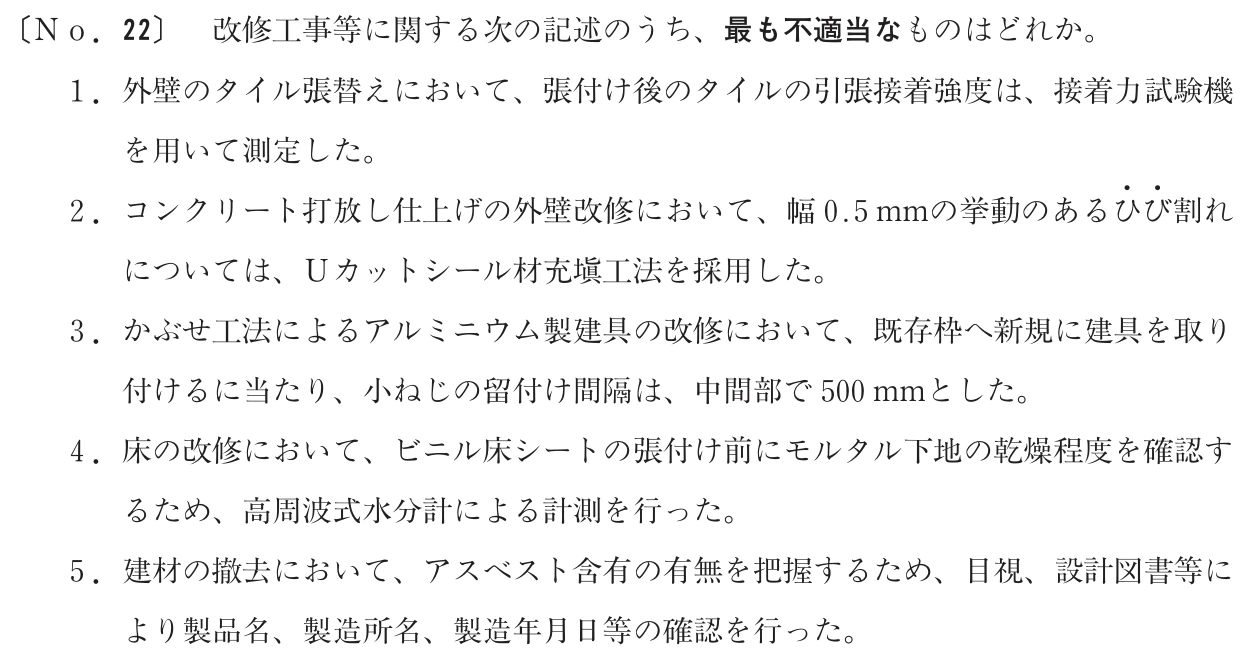 〔No. 22〕　改修工事等に関する次の記述のうち、最も不適当なものはどれか。
1．外壁のタイル張替えにおいて、張付け後のタイルの引張接着強度は、接着力試験機
を用いて測定した。
2．コンクリート打放し仕上げの外壁改修において、幅 0.5 mmの挙動のあるひび割れ
については、Uカットシール材充塡工法を採用した。
3．かぶせ工法によるアルミニウム製建具の改修において、既存枠へ新規に建具を取り
付けるに当たり、小ねじの留付け間隔は、中間部で 500 mmとした。
4．床の改修において、ビニル床シートの張付け前にモルタル下地の乾燥程度を確認す
るため、高周波式水分計による計測を行った。
5．建材の撤去において、アスベスト含有の有無を把握するため、目視、設計図書等に
より製品名、製造所名、製造年月日等の確認を行った。